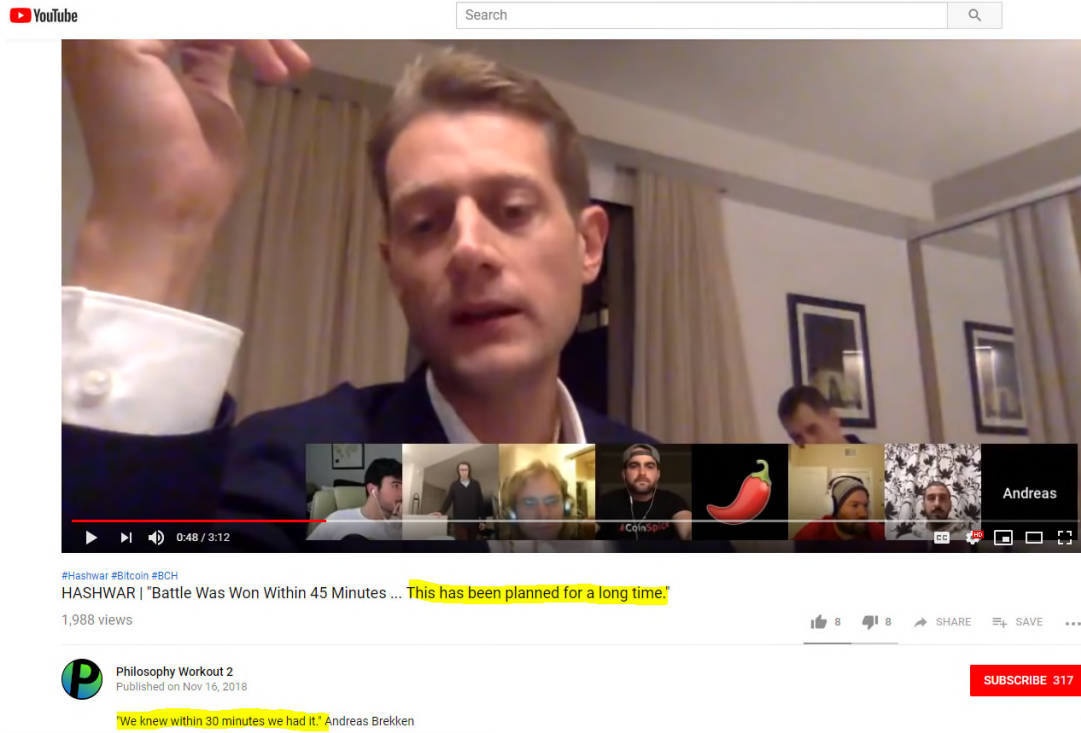 YouTube
Search
#CoinSpice
Andreas
0:48 / 3:12
CC
HD
#Hashwar #Bitcoin #BCH
HASHWAR | "Battle Was Won Within 45 Minutes ... This has been planned for a long time."
1,988 views
8
8
SHARE
SAVE
Philosophy Workout 2
Published on Nov 16, 2018
SUBSCRIBE 317
"We knew within 30 minutes we had it." Andreas Brekken